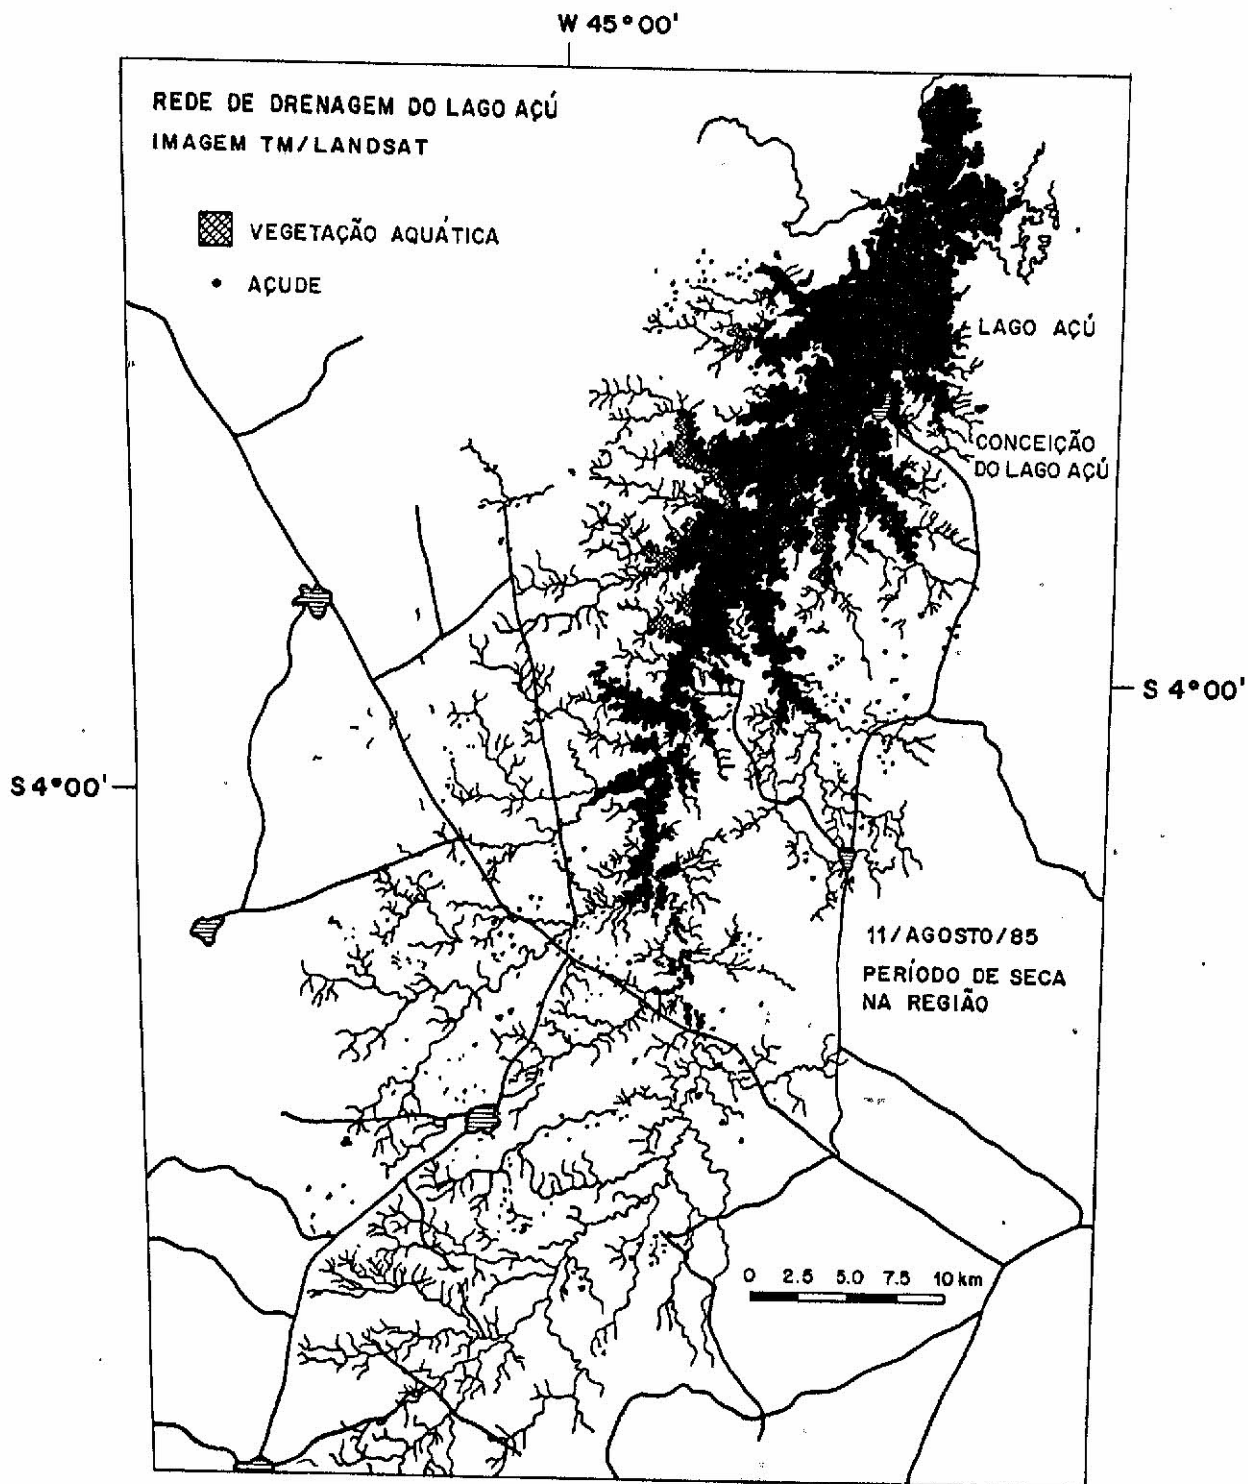 W 45°00'
REDE DE DRENAGEM DO LAGO AÇÚ
IMAGEM TM/LANDSAT
VEGETAÇÃO AQUÁTICA
AÇUDE
LAGO AÇÚ
CONCEIÇÃO
DO LAGO AÇÚ
S 4°00'
S 4°00'
11/AGOSTO/85
PERÍODO DE SECA
NA REGIÃO
0 2.5 5.0 7.5 10 km